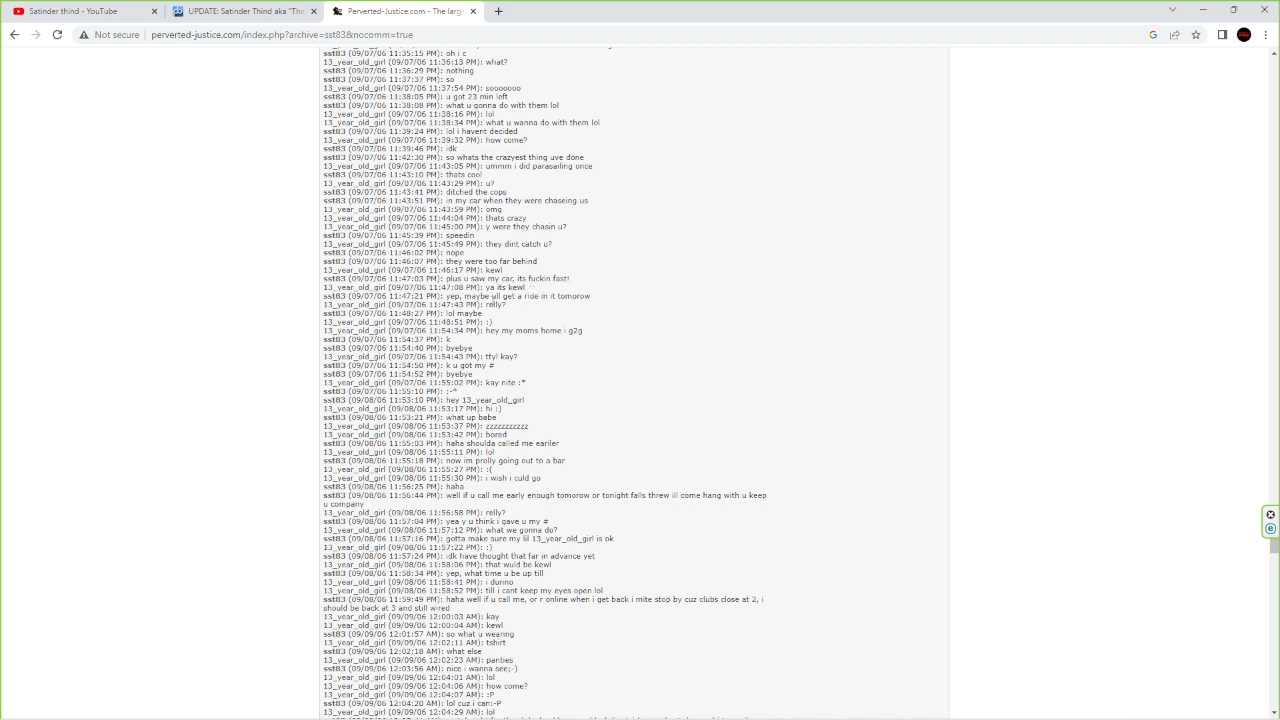 Satinder thind - YouTube
UPDATE: Satinder Thind aka "The
Perverted-Justice.com - The larg
Not secure | perverted-justice.com/index.php?archive=sst83&nocomm=true
sst83 (09/07/06 11:35:15 PM): oh i c
13_year_old_girl (09/07/06 11:36:13 PM): what?
sst83 (09/07/06 11:36:29 PM): nothing
sst83 (09/07/06 11:37:37 PM): so
13_year_old_girl (09/07/06 11:37:54 PM): sooooooo
sst83 (09/07/06 11:38:05 PM): u got 23 min left
sst83 (09/07/06 11:38:08 PM): what u gonna do with them lol
13_year_old_girl (09/07/06 11:38:16 PM): lol
13_year_old_girl (09/07/06 11:38:34 PM): what u wanna do with them lol
sst83 (09/07/06 11:39:24 PM): lol i havent decided
13_year_old_girl (09/07/06 11:39:32 PM): how come?
sst83 (09/07/06 11:39:46 PM): idk
sst83 (09/07/06 11:42:30 PM): so whats the crazyest thing uve done
13_year_old_girl (09/07/06 11:43:05 PM): ummm i did parasailing once
sst83 (09/07/06 11:43:10 PM): thats cool
13_year_old_girl (09/07/06 11:43:29 PM): u?
sst83 (09/07/06 11:43:41 PM): ditched the cops
sst83 (09/07/06 11:43:51 PM): in my car when they were chaseing us
13_year_old_girl (09/07/06 11:43:59 PM): omg
13_year_old_girl (09/07/06 11:44:04 PM): thats crazy
13_year_old_girl (09/07/06 11:45:00 PM): y were they chasin u?
sst83 (09/07/06 11:45:39 PM): speedin
13_year_old_girl (09/07/06 11:45:49 PM): they dint catch u?
sst83 (09/07/06 11:46:02 PM): nope
sst83 (09/07/06 11:46:07 PM): they were too far behind
13_year_old_girl (09/07/06 11:46:17 PM): kewl
sst83 (09/07/06 11:47:03 PM): plus u saw my car, its fuckin fast!
13_year_old_girl (09/07/06 11:47:08 PM): ya its kewl
sst83 (09/07/06 11:47:21 PM): yep, maybe ull get a ride in it tomorow
13_year_old_girl (09/07/06 11:47:43 PM): relly?
sst83 (09/07/06 11:48:27 PM): lol maybe
13_year_old_girl (09/07/06 11:48:51 PM): :)
13_year_old_girl (09/07/06 11:54:34 PM): hey my moms home i g2g
sst83 (09/07/06 11:54:37 PM): k
sst83 (09/07/06 11:54:40 PM): byebye
13_year_old_girl (09/07/06 11:54:43 PM): ttyl kay?
sst83 (09/07/06 11:54:50 PM): k u got my #
sst83 (09/07/06 11:54:52 PM): byebye
13_year_old_girl (09/07/06 11:55:02 PM): kay nite :*
sst83 (09/07/06 11:55:10 PM): :-*
sst83 (09/08/06 11:53:10 PM): hey 13_year_old_girl
13_year_old_girl (09/08/06 11:53:17 PM): hi :)
sst83 (09/08/06 11:53:21 PM): what up babe
13_year_old_girl (09/08/06 11:53:37 PM): zzzzzzzzzzz
13_year_old_girl (09/08/06 11:53:42 PM): bored
sst83 (09/08/06 11:55:03 PM): haha shoulda called me eariler
13_year_old_girl (09/08/06 11:55:11 PM): lol
sst83 (09/08/06 11:55:18 PM): now im prolly going out to a bar
13_year_old_girl (09/08/06 11:55:27 PM): :(
13_year_old_girl (09/08/06 11:55:30 PM): i wish i culd go
sst83 (09/08/06 11:56:25 PM): haha
sst83 (09/08/06 11:56:44 PM): well if u call me early enough tomorow or tonight falls threw ill come hang with u keep
u company
13_year_old_girl (09/08/06 11:56:58 PM): relly?
sst83 (09/08/06 11:57:04 PM): yea y u think i gave u my #
13_year_old_girl (09/08/06 11:57:12 PM): what we gonna do?
sst83 (09/08/06 11:57:16 PM): gotta make sure my lil 13_year_old_girl is ok
13_year_old_girl (09/08/06 11:57:22 PM): :)
sst83 (09/08/06 11:57:24 PM): idk have thought that far in advance yet
13_year_old_girl (09/08/06 11:58:06 PM): that wuld be kewl
sst83 (09/08/06 11:58:34 PM): yep, what time u be up till
13_year_old_girl (09/08/06 11:58:41 PM): i dunno
13_year_old_girl (09/08/06 11:58:52 PM): till i cant keep my eyes open lol
sst83 (09/08/06 11:59:49 PM): haha well if u call me, or r online when i get back i mite stop by cuz clubs close at 2, i
should be back at 3 and still wired
13_year_old_girl (09/09/06 12:00:03 AM): kay
13_year_old_girl (09/09/06 12:00:04 AM): kewl
sst83 (09/09/06 12:01:57 AM): so what u wearing
13_year_old_girl (09/09/06 12:02:11 AM): tshirt
sst83 (09/09/06 12:02:18 AM): what else
13_year_old_girl (09/09/06 12:02:23 AM): panties
sst83 (09/09/06 12:03:56 AM): nice i wanna see;-)
13_year_old_girl (09/09/06 12:04:01 AM): lol
13_year_old_girl (09/09/06 12:04:06 AM): how come?
13_year_old_girl (09/09/06 12:04:07 AM): :P
sst83 (09/09/06 12:04:20 AM): lol cuz i can:-P
13_year_old_girl (09/09/06 12:04:29 AM): lol